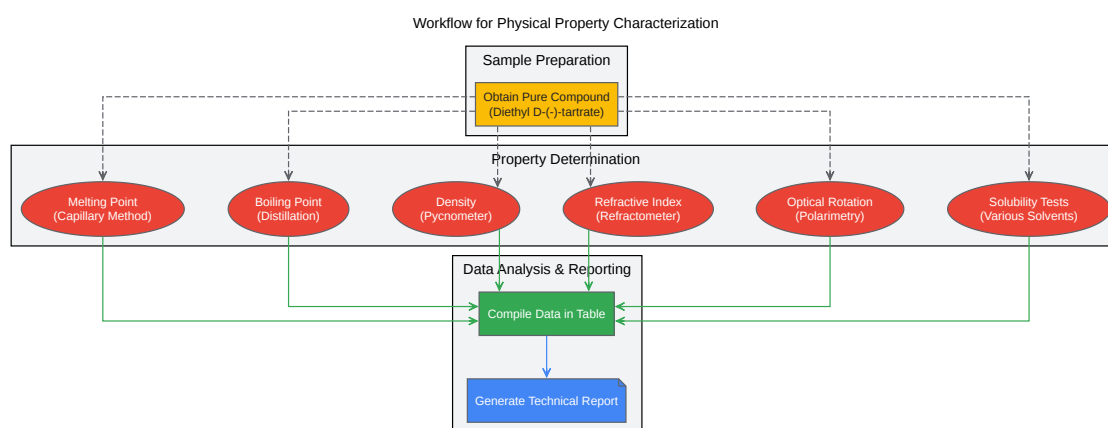 Workflow for Physical Property Characterization
Sample Preparation
Obtain Pure Compound
(Diethyl D-(-)-tartrate)
Property Determination
Melting Point
(Capillary Method)
Boiling Point
(Distillation)
Density
(Pycnometer)
Refractive Index
(Refractometer)
Optical Rotation
(Polarimetry)
Solubility Tests
(Various Solvents)
Data Analysis & Reporting
Compile Data in Table
Generate Technical Report